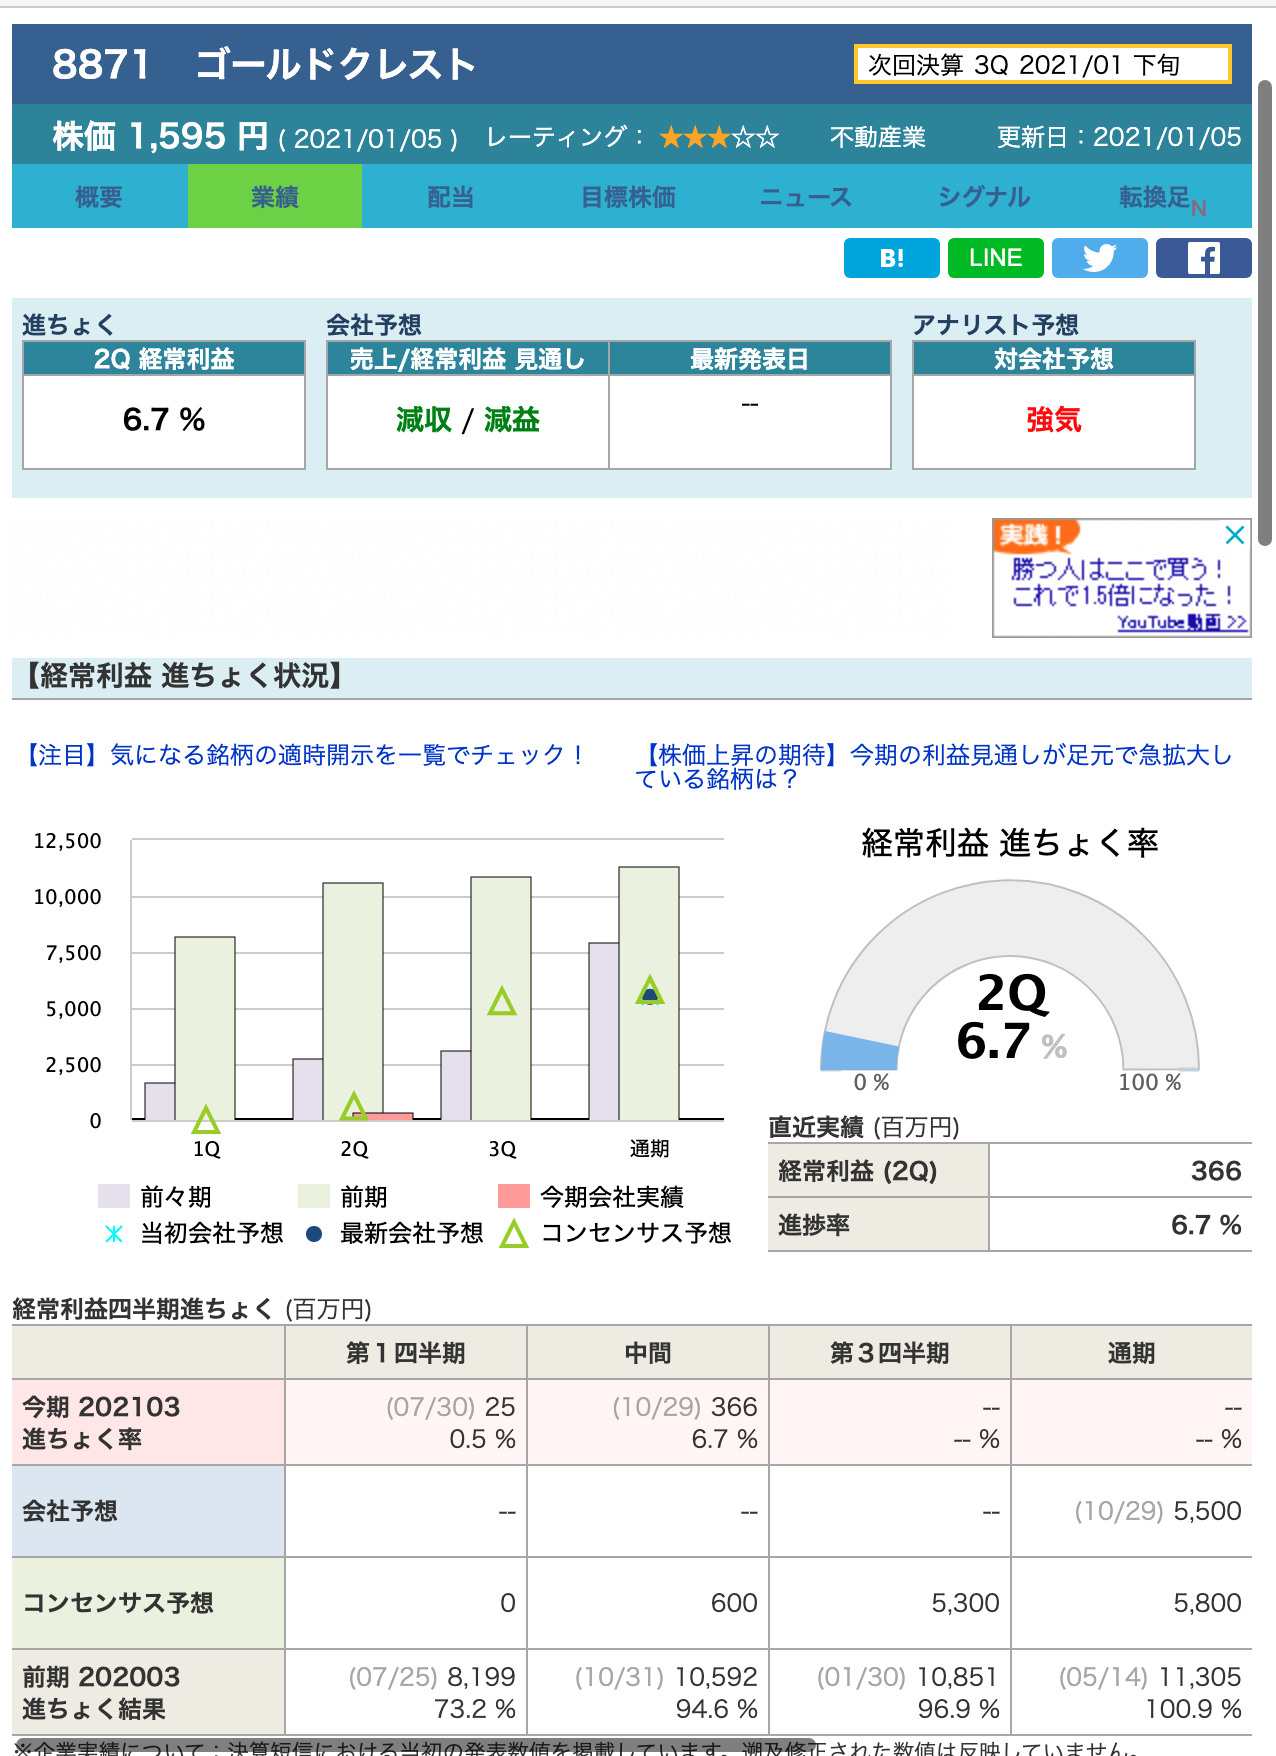 8871 ゴールドクレスト
次回決算 3Q 2021/01 下旬
株価 1,595 円 ( 2021/01/05 ) レーティング： ★★★☆☆ 不動産業 更新日：2021/01/05
概要 業績 配当 目標株価 ニュース シグナル 転換足N
B! LINE
進ちょく 会社予想 アナリスト予想
2Q 経常利益 売上/経常利益 見通し 最新発表日 対会社予想
6.7 % 減収 / 減益 -- 強気
実践！
勝つ人はここで買う！
これで1.5倍になった！
YouTube動画 >>
【経常利益 進ちょく状況】
【注目】気になる銘柄の適時開示を一覧でチェック！
【株価上昇の期待】今期の利益見通しが足元で急拡大し
ている銘柄は？
12,500
10,000
7,500
5,000
2,500
0
1Q 2Q 3Q 通期
前々期 前期 今期会社実績
当初会社予想 最新会社予想 コンセンサス予想
経常利益 進ちょく率
2Q
6.7 %
0 % 100 %
直近実績 (百万円)
経常利益 (2Q) 366
進捗率 6.7 %
経常利益四半期進ちょく (百万円)
第１四半期 中間 第３四半期 通期
今期 202103 (07/30) 25 (10/29) 366 -- --
進ちょく率 0.5 % 6.7 % -- % -- %
会社予想 -- -- -- (10/29) 5,500
コンセンサス予想 0 600 5,300 5,800
前期 202003 (07/25) 8,199 (10/31) 10,592 (01/30) 10,851 (05/14) 11,305
進ちょく結果 73.2 % 94.6 % 96.9 % 100.9 %
※企業実績について：決算短信における当初の発表数値を掲載しています。遡及修正された数値は反映していません。